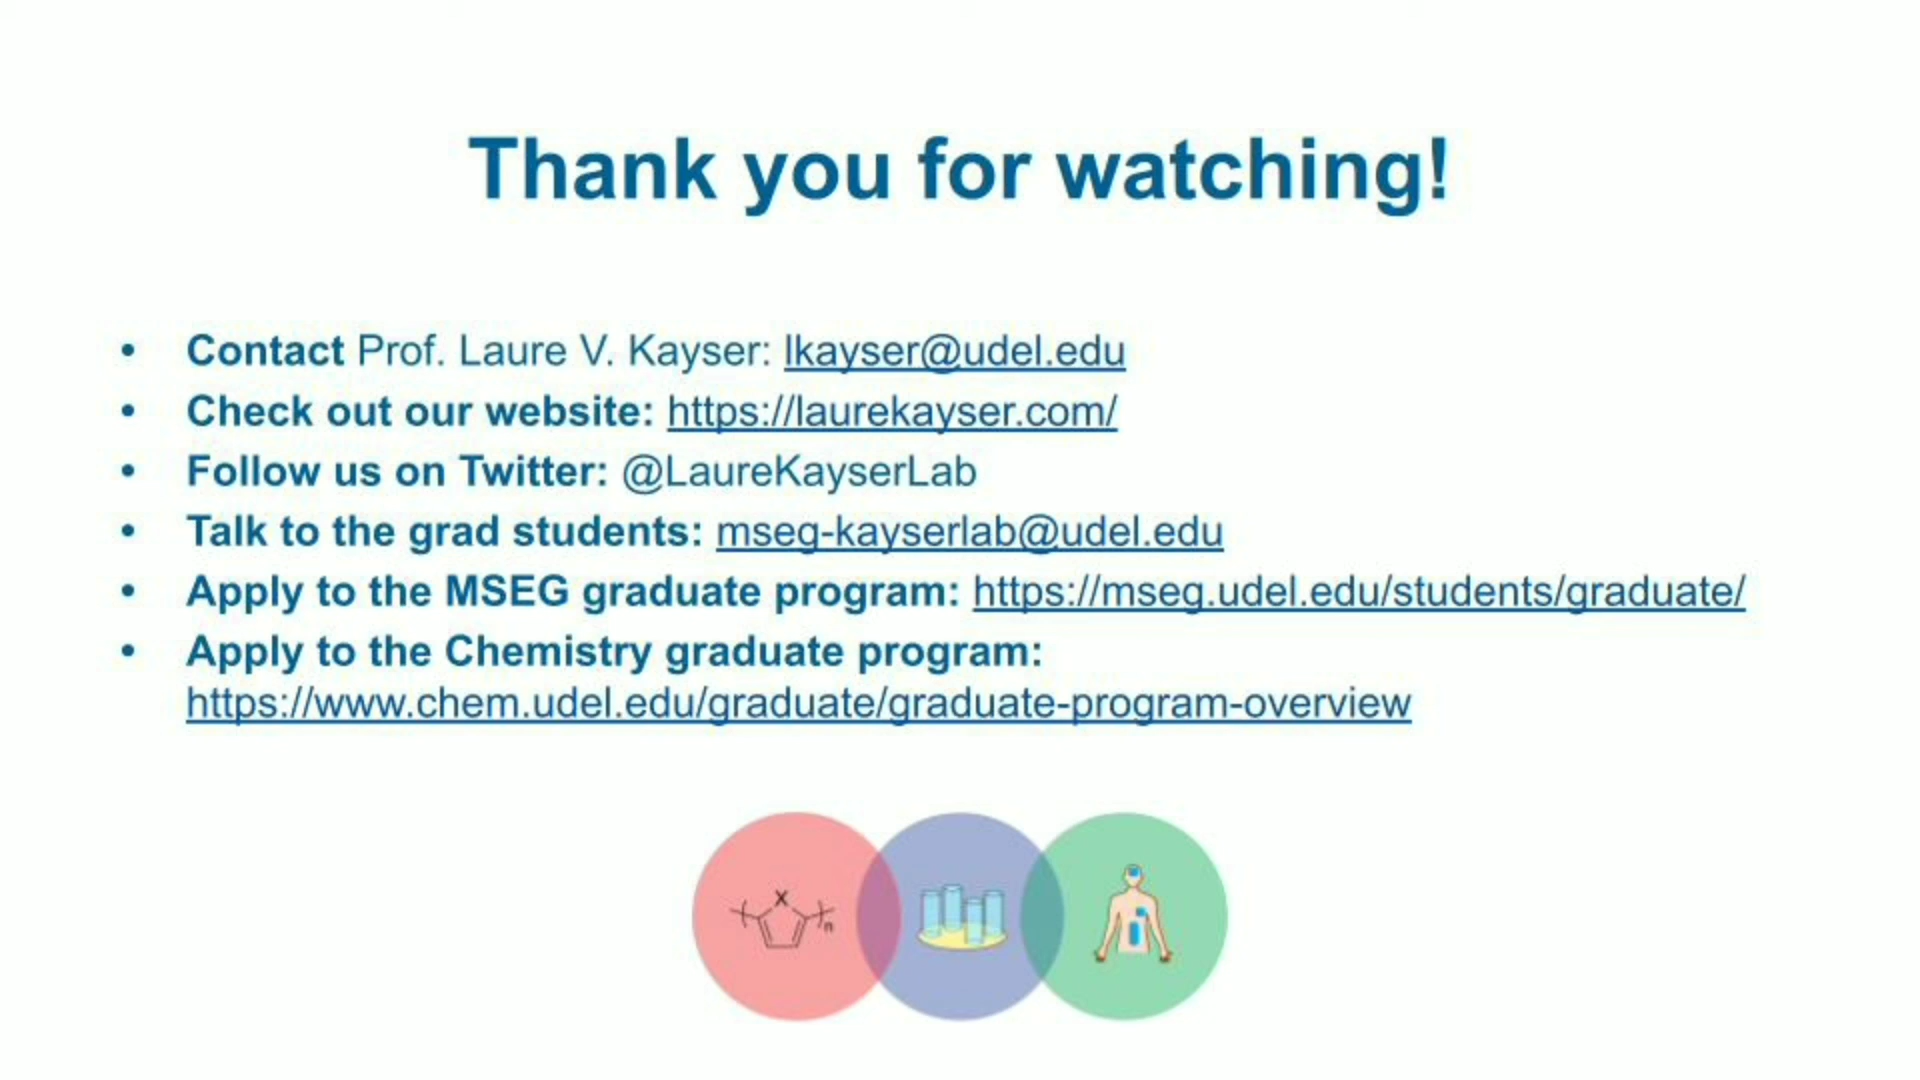 Thank you for watching!
• Contact Prof. Laure V. Kayser: lkayser@udel.edu
• Check out our website: https://laurekayser.com/
• Follow us on Twitter: @LaureKayserLab
• Talk to the grad students: mseg-kayserlab@udel.edu
• Apply to the MSEG graduate program: https://mseg.udel.edu/students/graduate/
• Apply to the Chemistry graduate program:
https://www.chem.udel.edu/graduate/graduate-program-overview
X
n